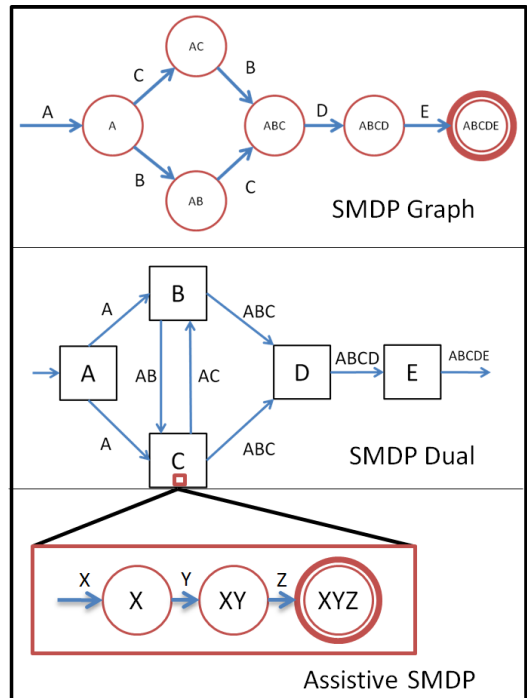 AC
C
B
A
A
ABC
D
ABCD
E
ABCDE
B
C
AB
SMDP Graph
B
A
ABC
A
AB
AC
D
ABCD
E
ABCDE
A
ABC
C
SMDP Dual
X
Y
Z
X
XY
XYZ
Assistive SMDP